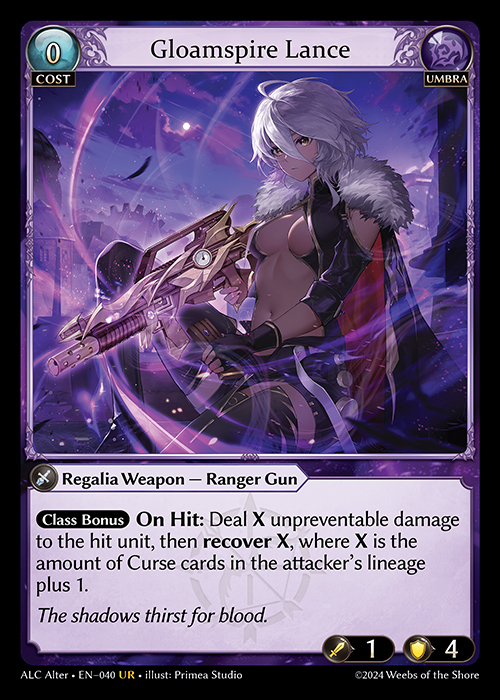 0
COST
Gloamspire Lance
UMBRA
Regalia Weapon — Ranger Gun
Class Bonus On Hit: Deal X unpreventable damage
to the hit unit, then recover X, where X is the
amount of Curse cards in the attacker's lineage
plus 1.
The shadows thirst for blood.
1
4
ALC Alter • EN–040 UR • illust: Primea Studio
©2024 Weebs of the Shore